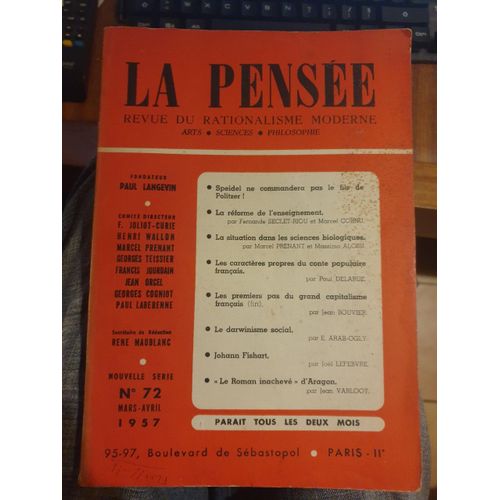 LA PENSÉE
REVUE DU RATIONALISME MODERNE
ARTS • SCIENCES • PHILOSOPHIE
FONDATEUR
PAUL LANGEVIN
COMITÉ DIRECTEUR
F. JOLIOT-CURIE
HENRI WALLON
MARCEL PRENANT
GEORGES TEISSIER
FRANCIS JOURDAIN
JEAN ORCEL
GEORGES COGNIOT
PAUL LABERENNE
Secrétaire de Rédaction
RENE MAUBLANC
NOUVELLE SERIE
N° 72
MARS-AVRIL
1957
• Speidel ne commandera pas le fils de
Politzer !
• La réforme de l'enseignement,
par Fernande SECLET-RIOU et Marcel CORNU.
• La situation dans les sciences biologiques,
par Marcel PRENANT et Massimo ALOISI.
• Les caractères propres du conte populaire
français,
par Paul DELARUE.
• Les premiers pas du grand capitalisme
français (fin),
par Jean BOUVIER.
• Le darwinisme social,
par E. ARAB-OGLY.
• Johann Fishart,
par Joël LEFEBVRE.
• « Le Roman inachevé » d'Aragon,
par Jean VARLOOT.
PARAIT TOUS LES DEUX MOIS
95-97, Boulevard de Sébastopol • PARIS - II°